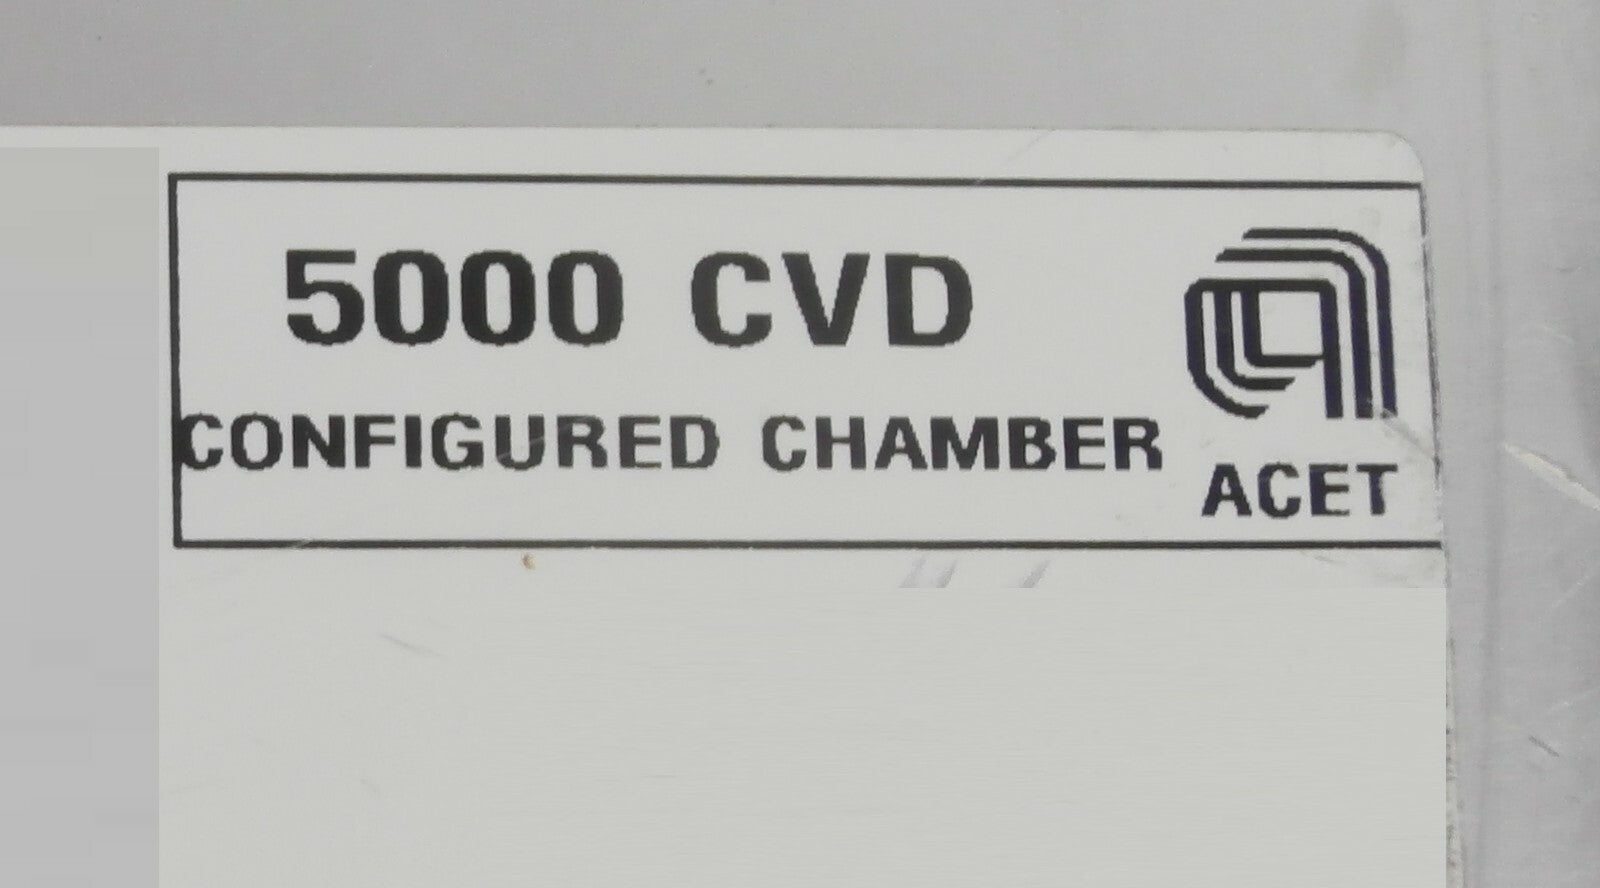 5000 CVD
CONFIGURED CHAMBER
ACET